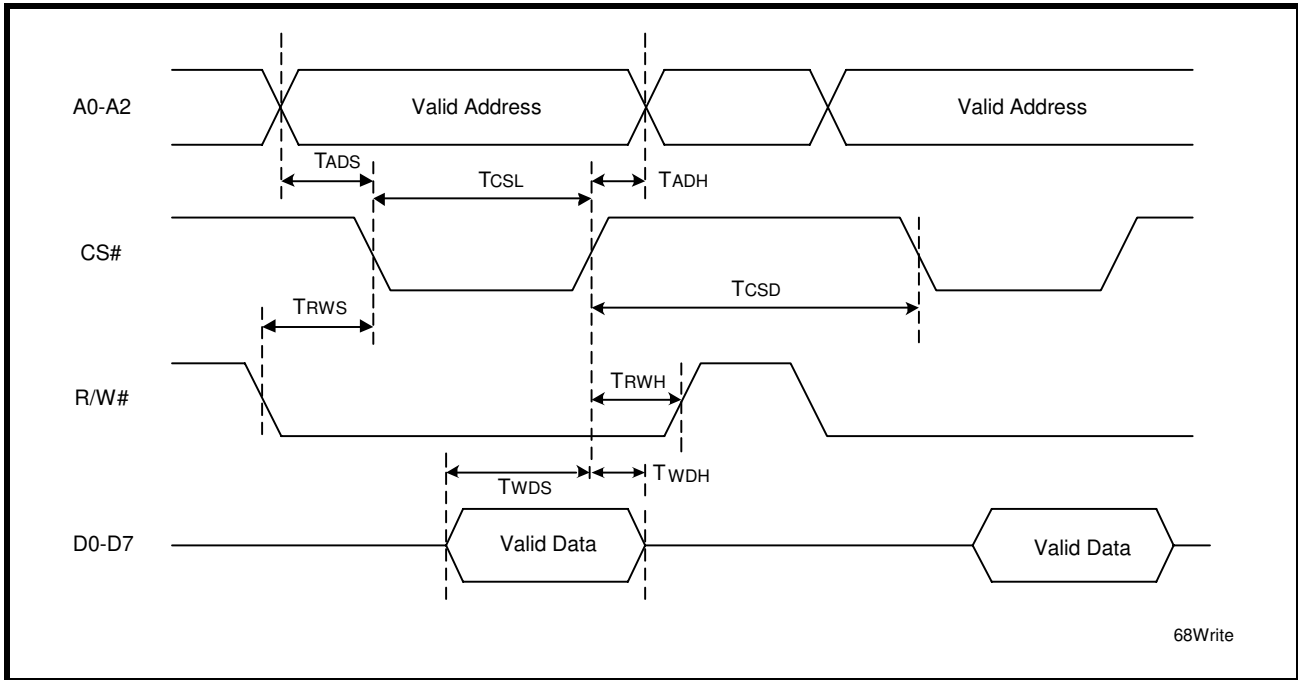 A0-A2
Valid Address
Valid Address
TADS
TCSL
TADH
CS#
TCSD
TRWS
R/W#
TRWH
TWDS
TWDH
D0-D7
Valid Data
Valid Data
68Write